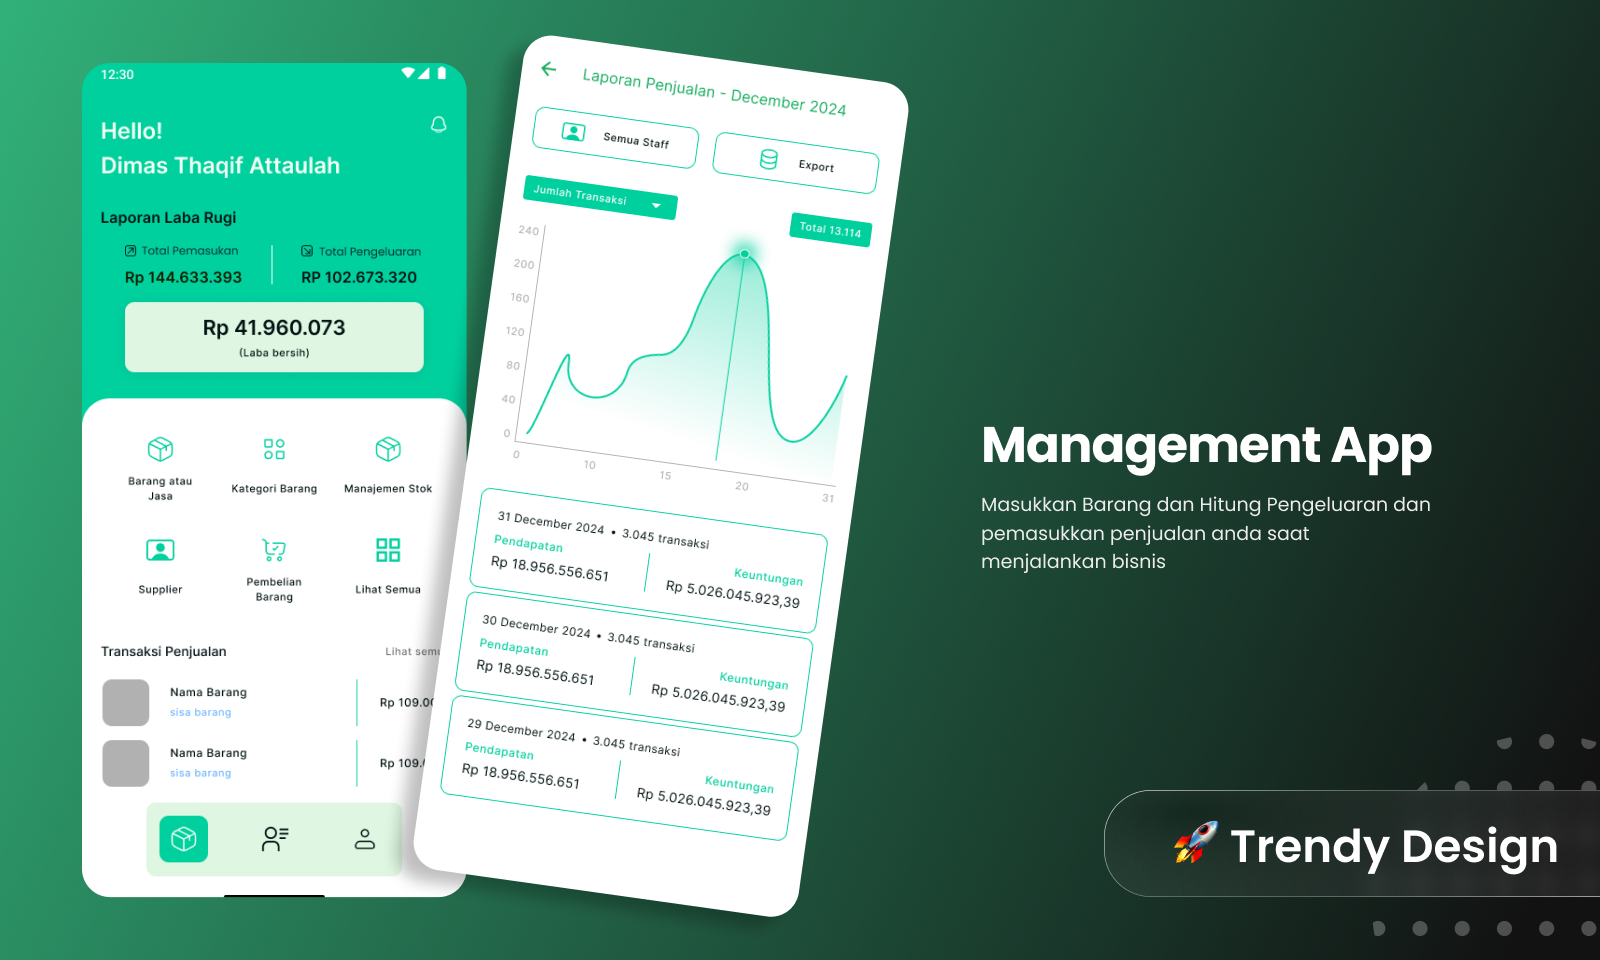 12:30
Hello!
Dimas Thaqif Attaulah
Laporan Laba Rugi
Total Pemasukan
Total Pengeluaran
Rp 144.633.393
RP 102.673.320
Rp 41.960.073
(Laba bersih)
Barang atau
Jasa
Kategori Barang
Manajemen Stok
Supplier
Pembelian
Barang
Lihat Semua
Transaksi Penjualan
Lihat
Nama Barang
sisa barang
Rp
Nama Barang
sisa barang
Rp
Laporan Penjualan - December 2024
Semua Staff
Export
Jumlah Transaksi
Total 13.114
240
200
160
120
80
40
0
0
10
15
20
31
31 December 2024 • 3.045 transaksi
Pendapatan
Keuntungan
Rp 18.956.556.651
Rp 5.026.045.923,39
30 December 2024 • 3.045 transaksi
Pendapatan
Keuntungan
Rp 18.956.556.651
Rp 5.026.045.923,39
29 December 2024 • 3.045 transaksi
Pendapatan
Keuntungan
Rp 18.956.556.651
Rp 5.026.045.923,39
Management App
Masukkan Barang dan Hitung Pengeluaran dan
pemasukkan penjualan anda saat
menjalankan bisnis
🚀 Trendy Design